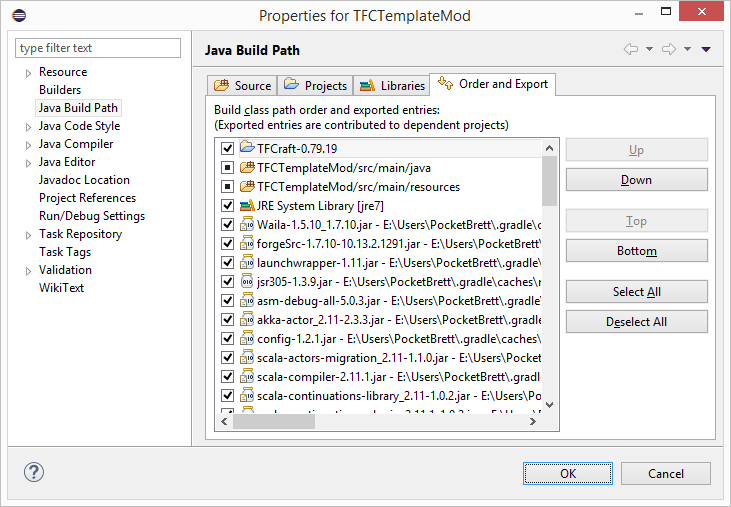 Properties for TFCTemplateMod
type filter text
Resource
Builders
Java Build Path
Java Code Style
Java Compiler
Java Editor
Javadoc Location
Project References
Run/Debug Settings
Task Repository
Task Tags
Validation
WikiText
Java Build Path
Source
Projects
Libraries
Order and Export
Build class path order and exported entries:
(Exported entries are contributed to dependent projects)
TFCraft-0.79.19
TFCTemplateMod/src/main/java
TFCTemplateMod/src/main/resources
JRE System Library [jre7]
Waila-1.5.10_1.7.10.jar - E:\Users\PocketBrett\.gradle\c
forgeSrc-1.7.10-10.13.2.1291.jar - E:\Users\PocketBrett\
launchwrapper-1.11.jar - E:\Users\PocketBrett\.gradle\
jsr305-1.3.9.jar - E:\Users\PocketBrett\.gradle\caches\
asm-debug-all-5.0.3.jar - E:\Users\PocketBrett\.gradle\
akka-actor_2.11-2.3.3.jar - E:\Users\PocketBrett\.gradle
config-1.2.1.jar - E:\Users\PocketBrett\.gradle\caches\
scala-actors-migration_2.11-1.1.0.jar - E:\Users\Pocket
scala-compiler-2.11.1.jar - E:\Users\PocketBrett\.gradl
scala-continuations-library_2.11-1.0.2.jar - E:\Users\Po
Up
Down
Top
Bottom
Select All
Deselect All
OK
Cancel